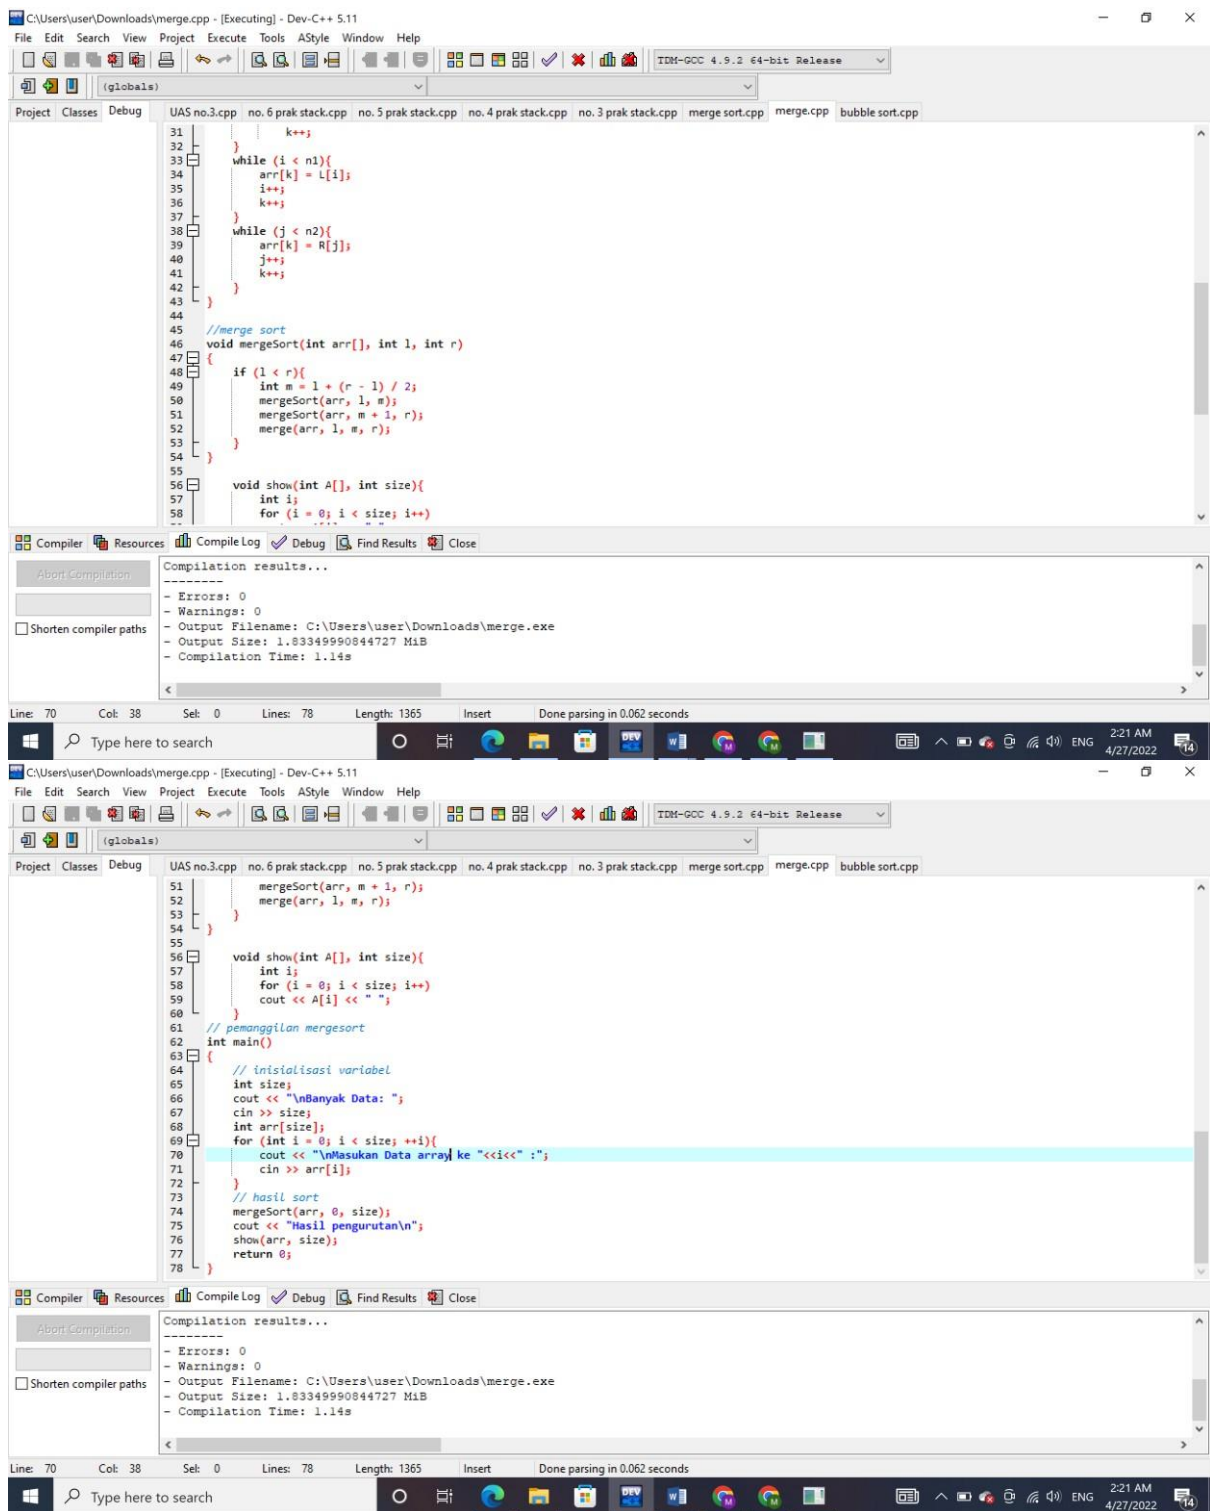 C:\Users\user\Downloads\merge.cpp - [Executing] - Dev-C++ 5.11
File Edit Search View Project Execute Tools AStyle Window Help
TDM-GCC 4.9.2 64-bit Release
(globals)
Project Classes Debug UAS no.3.cpp no. 6 prak stack.cpp no. 5 prak stack.cpp no. 4 prak stack.cpp no. 3 prak stack.cpp merge sort.cpp merge.cpp bubble sort.cpp
31 k++;
32 }
33 while (i < n1){
34 arr[k] = L[i];
35 i++;
36 k++;
37 }
38 while (j < n2){
39 arr[k] = R[j];
40 j++;
41 k++;
42 }
43 }
44
45 //merge sort
46 void mergeSort(int arr[], int l, int r)
47 {
48 if (l < r){
49 int m = l + (r - l) / 2;
50 mergeSort(arr, l, m);
51 mergeSort(arr, m + 1, r);
52 merge(arr, l, m, r);
53 }
54 }
55
56 void show(int A[], int size){
57 int i;
58 for (i = 0; i < size; i++)
Compiler Resources Compile Log Debug Find Results Close
Abort Compilation
Shorten compiler paths
Compilation results...
--------
- Errors: 0
- Warnings: 0
- Output Filename: C:\Users\user\Downloads\merge.exe
- Output Size: 1.83349990844727 MiB
- Compilation Time: 1.14s
Line: 70 Col: 38 Sel: 0 Lines: 78 Length: 1365 Insert Done parsing in 0.062 seconds
Type here to search DEV ENG 2:21 AM
4/27/2022 14
C:\Users\user\Downloads\merge.cpp - [Executing] - Dev-C++ 5.11
File Edit Search View Project Execute Tools AStyle Window Help
TDM-GCC 4.9.2 64-bit Release
(globals)
Project Classes Debug UAS no.3.cpp no. 6 prak stack.cpp no. 5 prak stack.cpp no. 4 prak stack.cpp no. 3 prak stack.cpp merge sort.cpp merge.cpp bubble sort.cpp
51 mergeSort(arr, m + 1, r);
52 merge(arr, l, m, r);
53 }
54 }
55
56 void show(int A[], int size){
57 int i;
58 for (i = 0; i < size; i++)
59 cout << A[i] << " ";
60 }
61 // pemanggilan mergesort
62 int main()
63 {
64 // inisialisasi variabel
65 int size;
66 cout << "\nBanyak Data: ";
67 cin >> size;
68 int arr[size];
69 for (int i = 0; i < size; ++i){
70 cout << "\nMasukan Data array ke "<<i<<" :";
71 cin >> arr[i];
72 }
73 // hasil sort
74 mergeSort(arr, 0, size);
75 cout << "Hasil pengurutan\n";
76 show(arr, size);
77 return 0;
78 }
Compiler Resources Compile Log Debug Find Results Close
Abort Compilation
Shorten compiler paths
Compilation results...
--------
- Errors: 0
- Warnings: 0
- Output Filename: C:\Users\user\Downloads\merge.exe
- Output Size: 1.83349990844727 MiB
- Compilation Time: 1.14s
Line: 70 Col: 38 Sel: 0 Lines: 78 Length: 1365 Insert Done parsing in 0.062 seconds
Type here to search DEV ENG 2:21 AM
4/27/2022 14